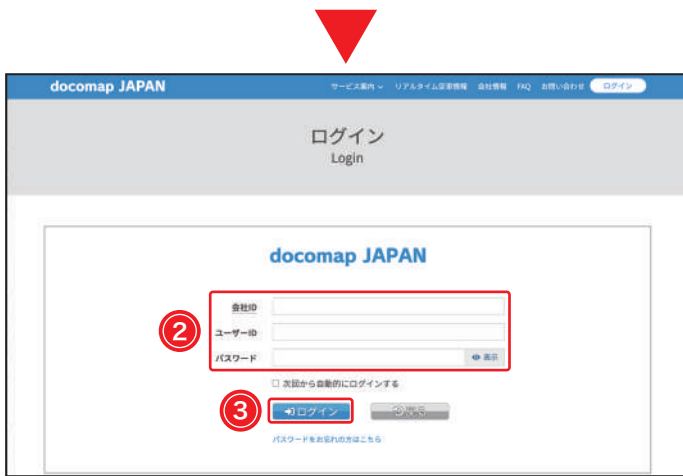 docomap JAPAN サービス案内 リアルタイム空車情報 会社情報 FAQ お問い合わせ ログイン
ログイン
Login
docomap JAPAN
会社ID
② ユーザーID
パスワード 表示
次回から自動的にログインする
③ ログイン 戻る
パスワードをお忘れの方はこちら